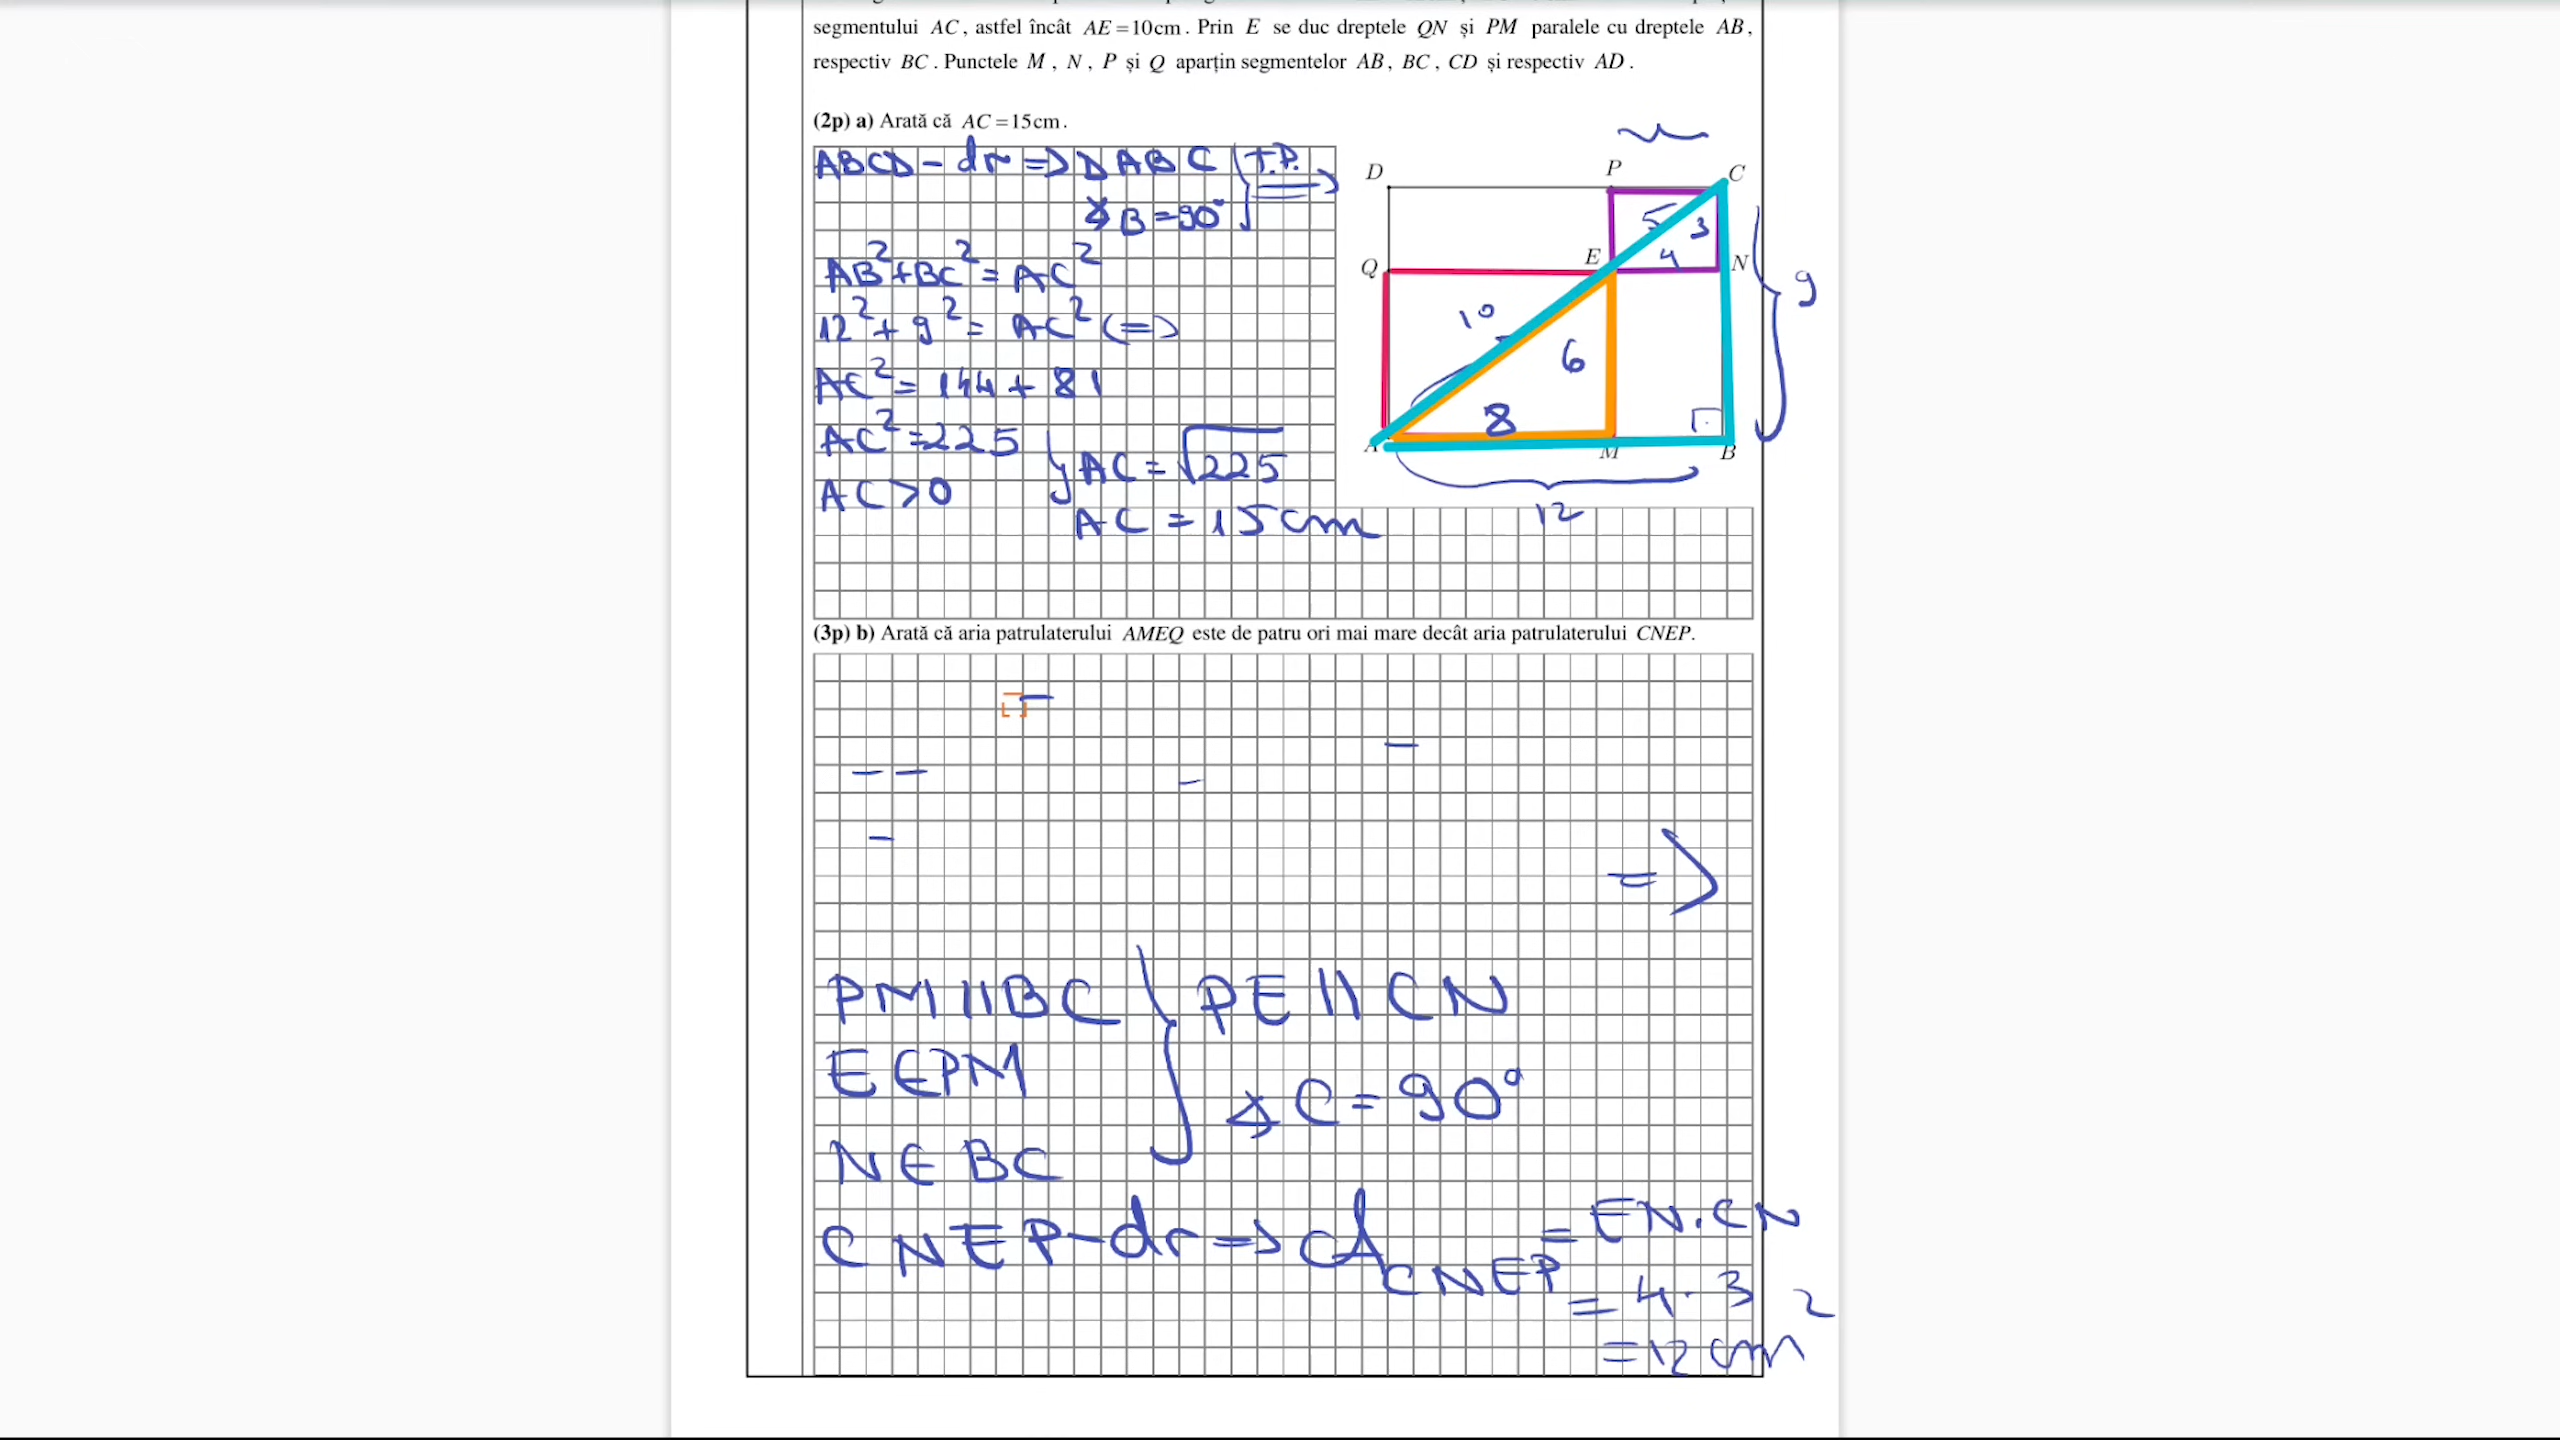 segmentului AC, astfel încât AE=10cm. Prin E se duc dreptele QN și PM paralele cu dreptele AB,
respectiv BC. Punctele M, N, P și Q aparțin segmentelor AB, BC, CD și respectiv AD.
(2p) a) Arată că AC=15cm.
ABCD - dr => Δ ABC } T.P. =>
∢B = 90°
AB² + BC² = AC²
12² + 9² = AC² (=>
AC² = 144 + 81
AC² = 225
AC > 0
} AC = √225
AC = 15cm
D
P
C
5
3
4
Q
E
N
9
10
6
8
A
M
B
12
(3p) b) Arată că aria patrulaterului AMEQ este de patru ori mai mare decât aria patrulaterului CNEP.
=>
PM || BC } PE || CN
E ∈ PM
∢C = 90°
N ∈ BC
CNEP - dr => A CNEP = EN · CN
= 4 · 3
= 12 cm²